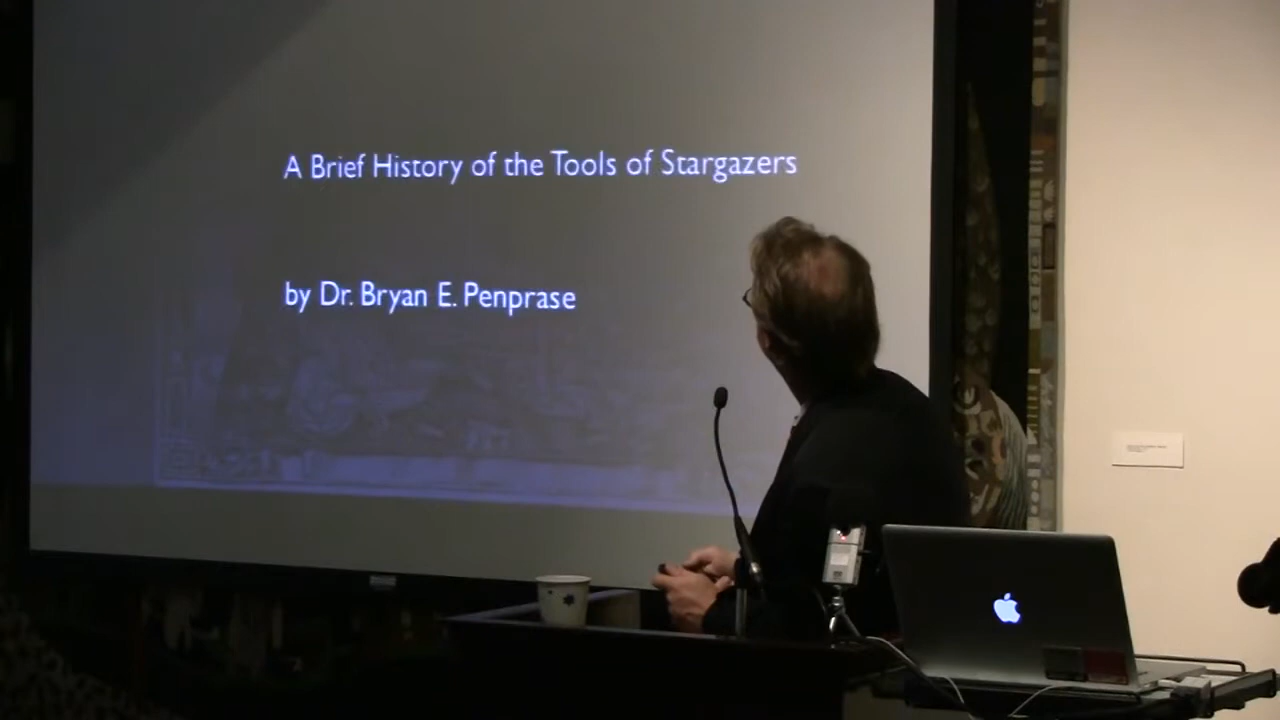 A Brief History of the Tools of Stargazers
by Dr. Bryan E. Penprase